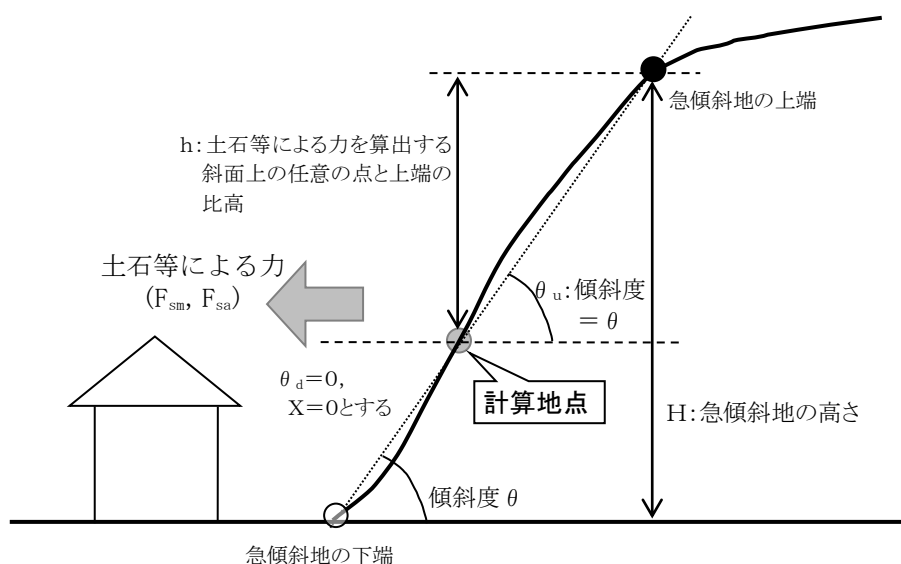 急傾斜地の上端
h:土石等による力を算出する
斜面上の任意の点と上端の
比高
土石等による力
(Fsm, Fsa)
θu:傾斜度
=θ
θd=0,
X=0とする
計算地点
H:急傾斜地の高さ
傾斜度 θ
急傾斜地の下端